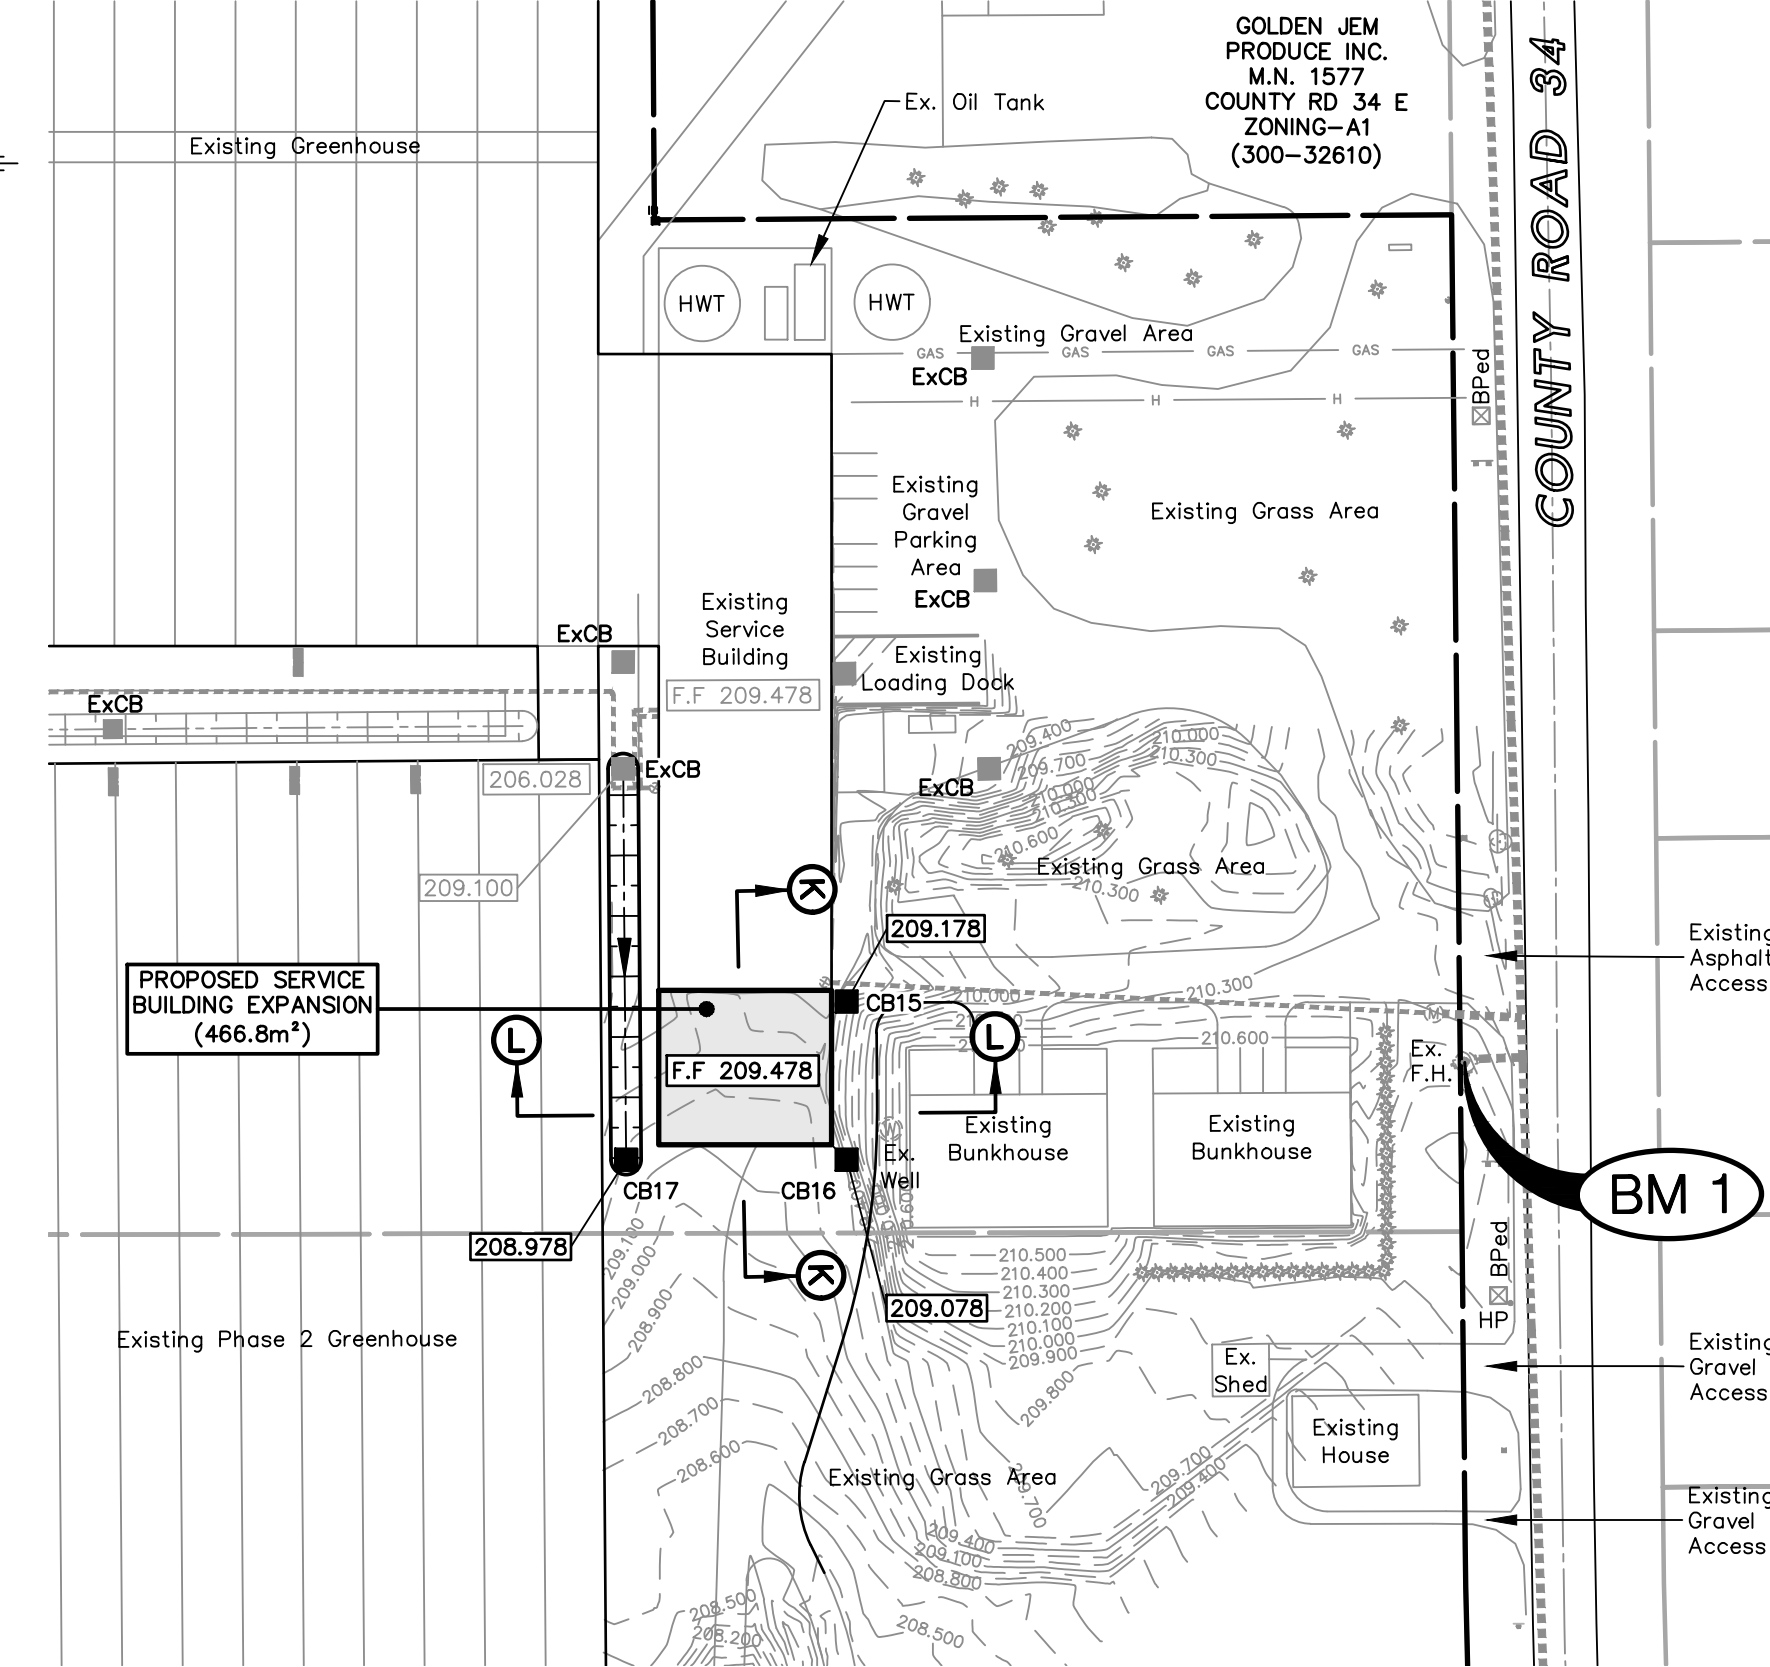 GOLDEN JEM
PRODUCE INC.
M.N. 1577
COUNTY RD 34 E
ZONING-A1
(300-32610)
COUNTY ROAD 34
Ex. Oil Tank
Existing Greenhouse
HWT
HWT
Existing Gravel Area
GAS
GAS
GAS
GAS
ExCB
H
H
H
BPed
Existing
Gravel
Parking
Area
ExCB
Existing Grass Area
Existing
Service
Building
F.F 209.478
ExCB
Existing
Loading Dock
ExCB
ExCB
206.028
209.100
ExCB
209.400
209.700
210.000
210.300
210.000
210.300
210.600
Existing Grass Area
210.300
K
209.178
Existing
Asphalt
Access
PROPOSED SERVICE
BUILDING EXPANSION
(466.8m²)
L
F.F 209.478
CB15
210.000
210.300
L
210.600
Ex.
F.H.
Existing
Bunkhouse
Existing
Bunkhouse
W
Ex.
Well
210.600
CB17
CB16
208.978
BM 1
K
209.078
BPed
HP
209.100
209.000
208.900
208.800
208.700
208.600
210.500
210.400
210.300
210.200
210.100
210.000
209.900
209.800
Existing Phase 2 Greenhouse
Ex.
Shed
Existing
Gravel
Access
Existing
House
Existing Grass Area
209.700
209.700
209.400
209.400
209.100
208.800
208.500
208.500
208.200
Existing
Gravel
Access